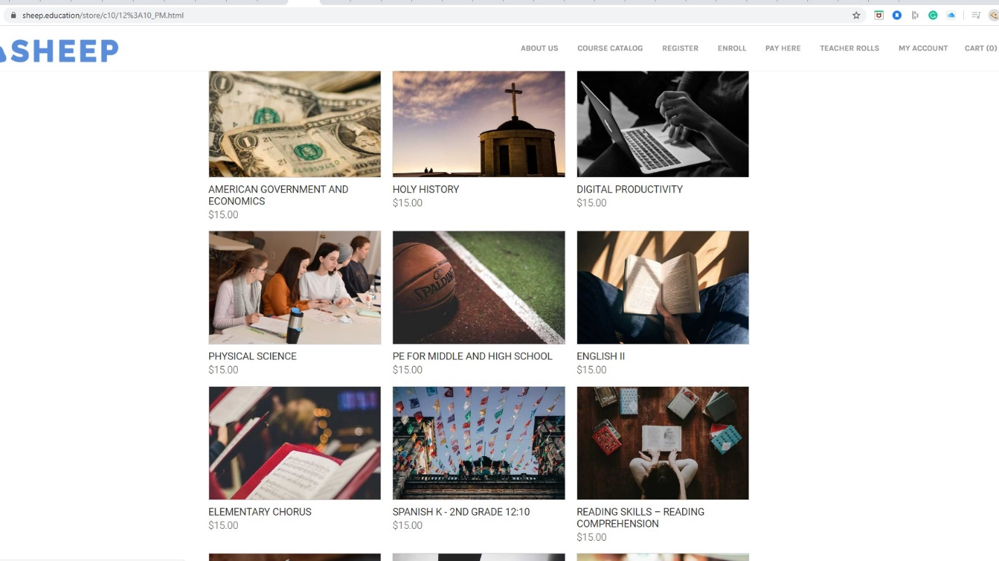 sheep.education/store/c10/12%3A10_PM.html
SHEEP
ABOUT US COURSE CATALOG REGISTER ENROLL PAY HERE TEACHER ROLLS MY ACCOUNT CART (0)
AMERICAN GOVERNMENT AND
ECONOMICS
$15.00
HOLY HISTORY
$15.00
DIGITAL PRODUCTIVITY
$15.00
SPALDING
PHYSICAL SCIENCE
$15.00
PE FOR MIDDLE AND HIGH SCHOOL
$15.00
ENGLISH II
$15.00
ELEMENTARY CHORUS
$15.00
SPANISH K - 2ND GRADE 12:10
$15.00
READING SKILLS – READING
COMPREHENSION
$15.00